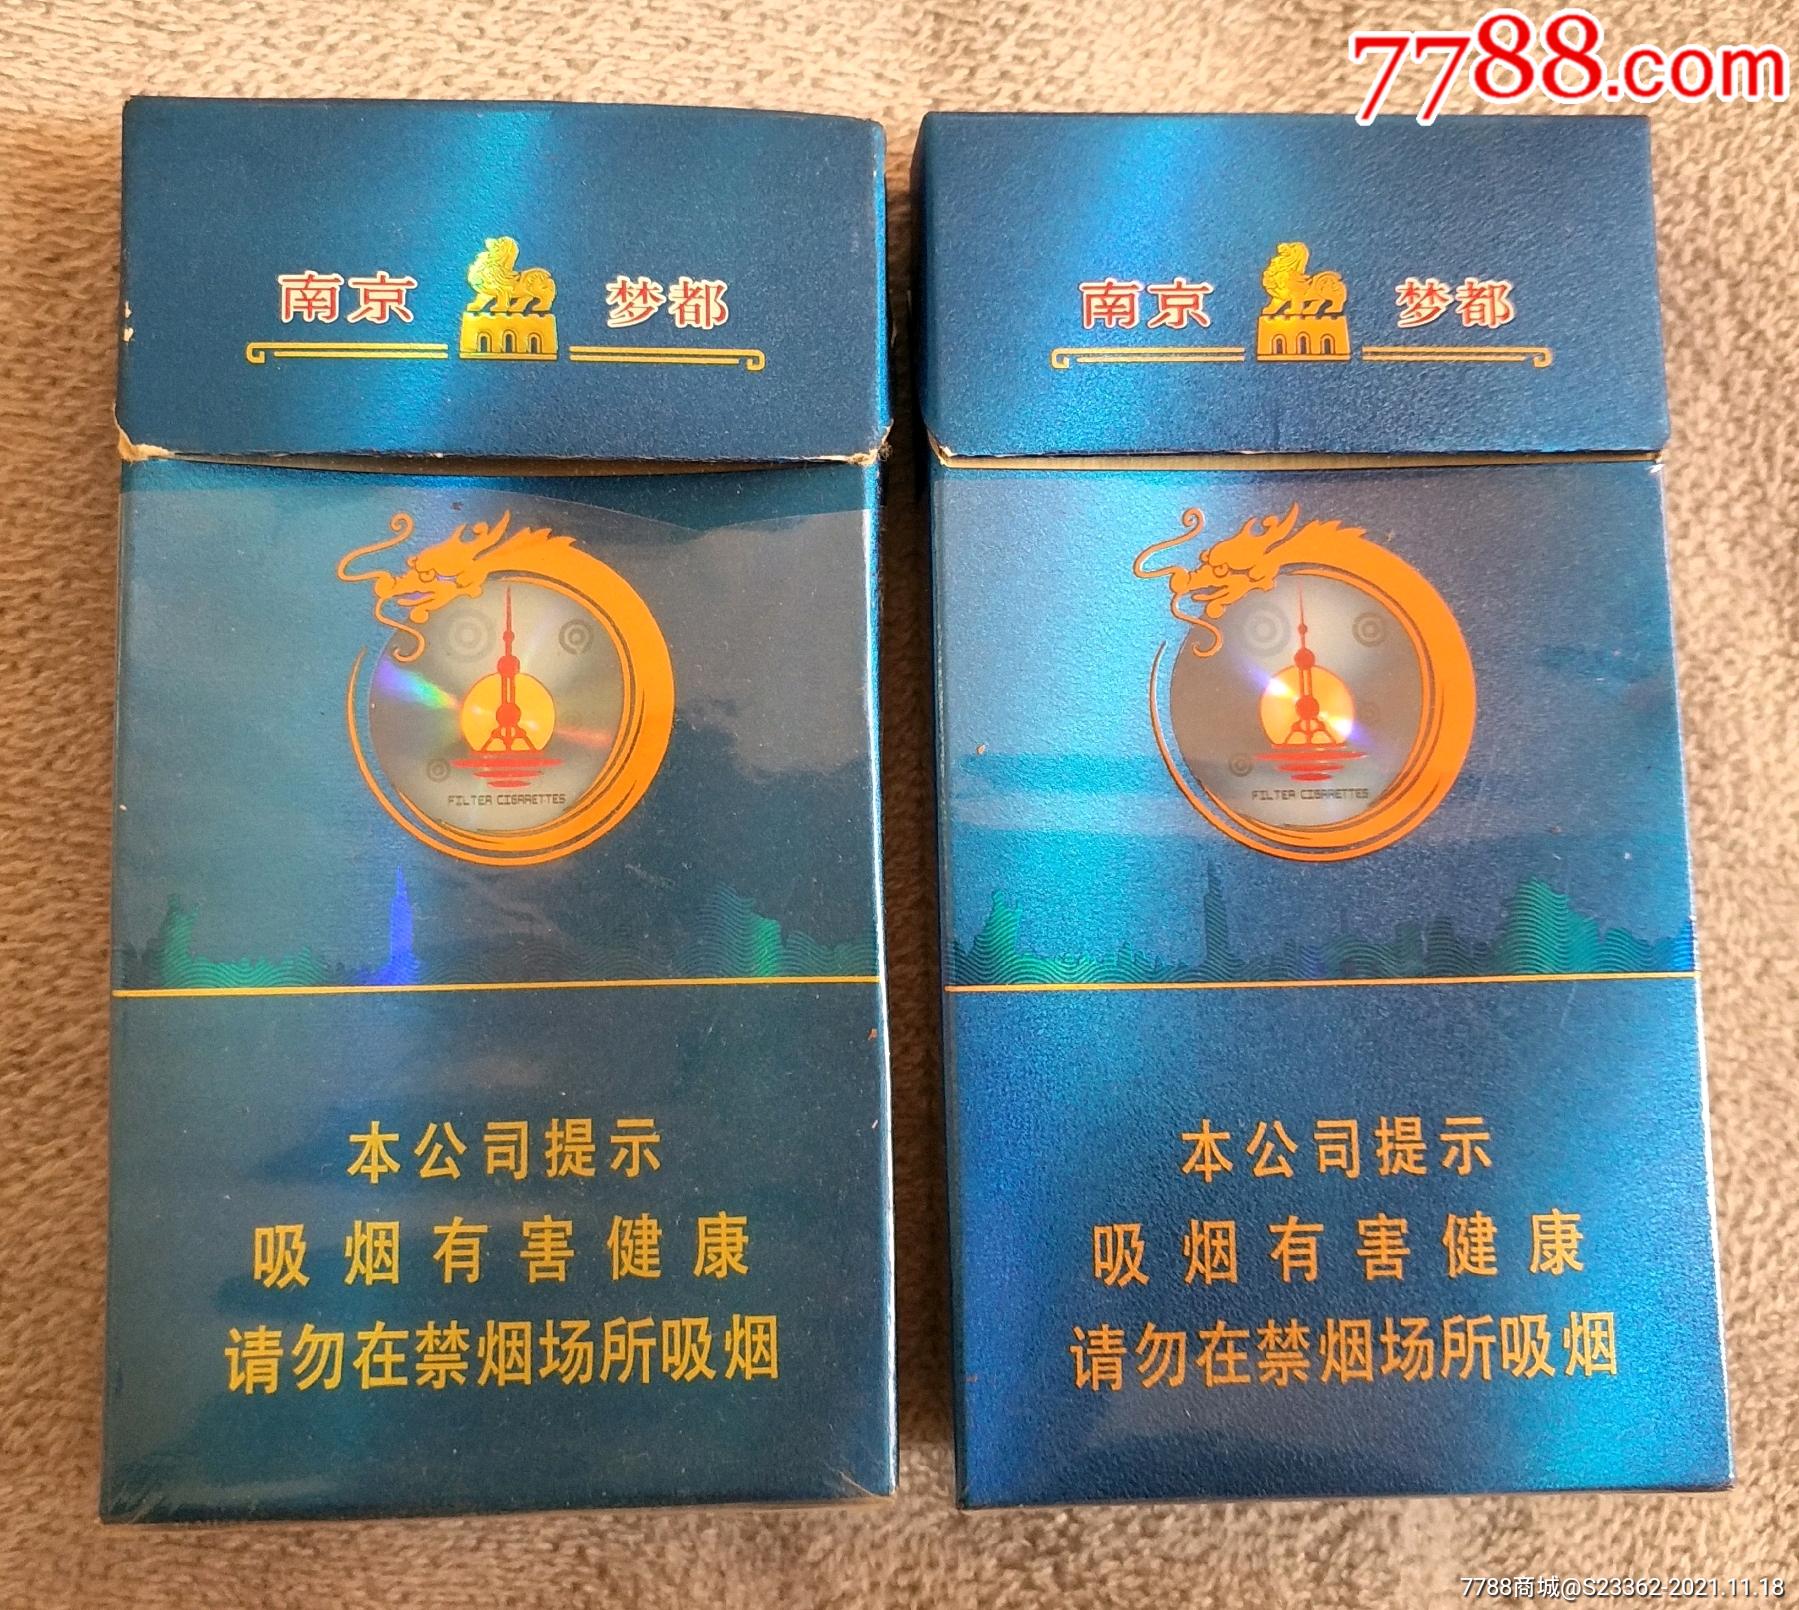 7788.com
南京 梦都
南京 梦都
FILTER CIGARETTES
FILTER CIGARETTES
本公司提示
吸烟有害健康
请勿在禁烟场所吸烟
本公司提示
吸烟有害健康
请勿在禁烟场所吸烟
7788商城@S23362-2021.11.18